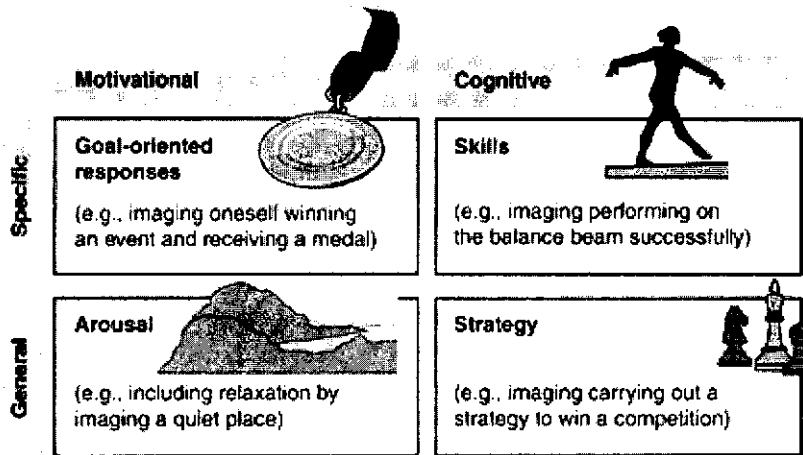 Motivational
Cognitive
Specific
Goal-oriented
responses
(e.g., imaging oneself winning
an event and receiving a medal)
Skills
(e.g., imaging performing on
the balance beam successfully)
General
Arousal
(e.g., including relaxation by
imaging a quiet place)
Strategy
(e.g., imaging carrying out a
strategy to win a competition)